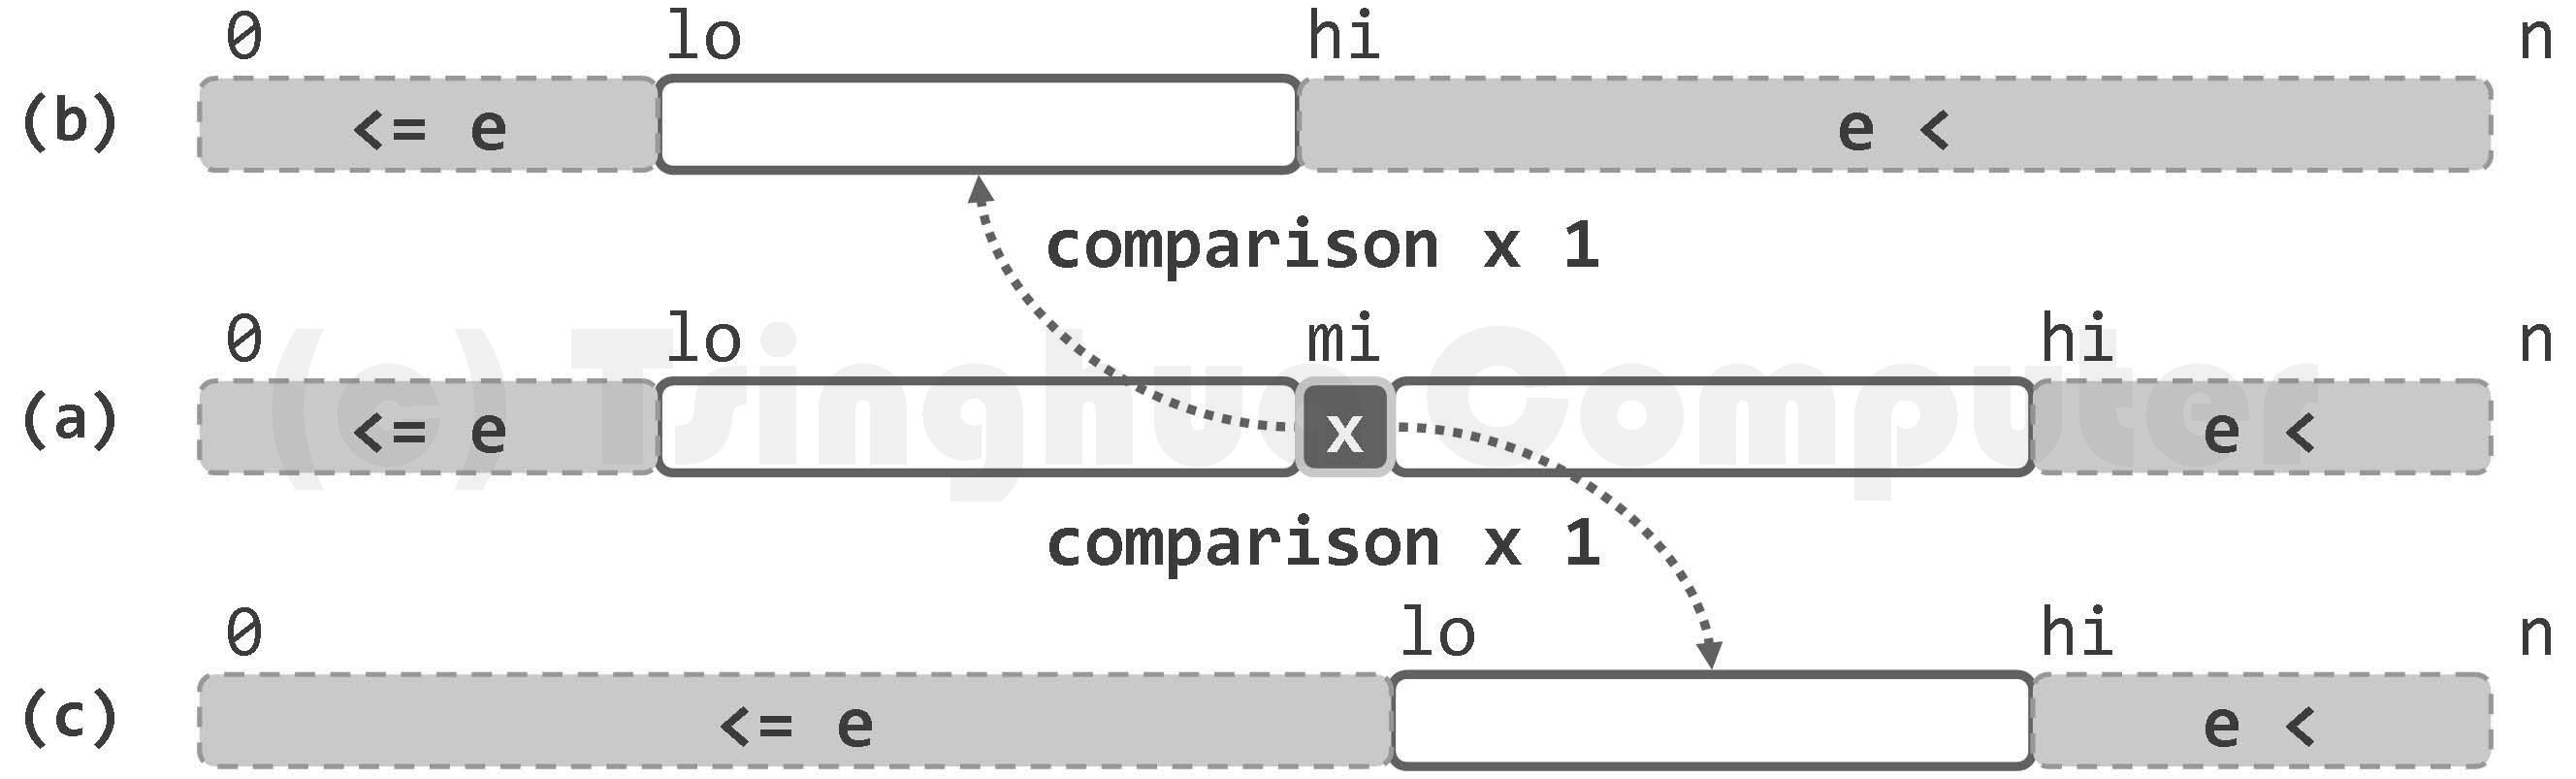 0 lo hi n
(b) <= e e <
comparison x 1
0 lo mi hi n
(a) <= e x e <
(c) Tsinghua Computer
comparison x 1
0 lo hi n
(c) <= e e <